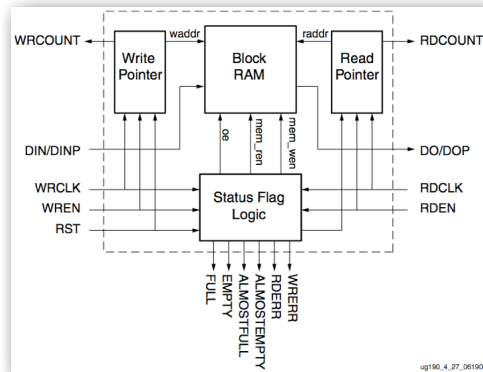 WRCOUNT
waddr
raddr
RDCOUNT
Write
Pointer
Block
RAM
Read
Pointer
DIN/DINP
oe
mem_ren
mem_wen
DO/DOP
WRCLK
WREN
RST
Status Flag
Logic
RDCLK
RDEN
FULL
EMPTY
ALMOSTFULL
ALMOSTEMPTY
RDERR
WRERR
ug190_4_27_06190